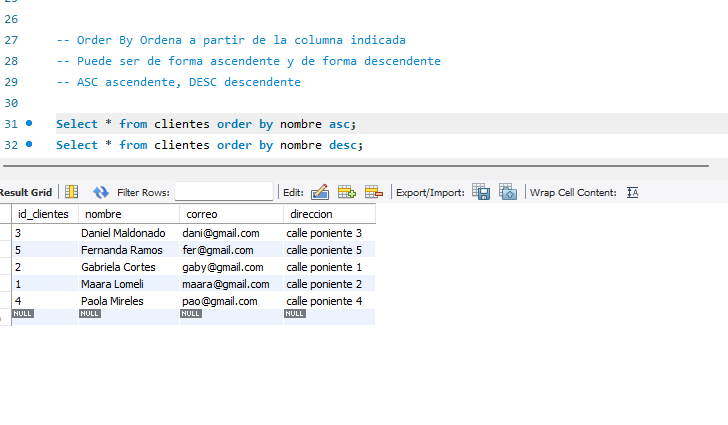 26
27 -- Order By Ordena a partir de la columna indicada
28 -- Puede ser de forma ascendente y de forma descendente
29 -- ASC ascendente, DESC descendente
30
31 Select * from clientes order by nombre asc;
32 Select * from clientes order by nombre desc;
Result Grid Filter Rows: Edit: Export/Import: Wrap Cell Content: IA
id_clientes nombre correo direccion
3 Daniel Maldonado dani@gmail.com calle poniente 3
5 Fernanda Ramos fer@gmail.com calle poniente 5
2 Gabriela Cortes gaby@gmail.com calle poniente 1
1 Maara Lomeli maara@gmail.com calle poniente 2
4 Paola Mireles pao@gmail.com calle poniente 4
NULL NULL NULL NULL